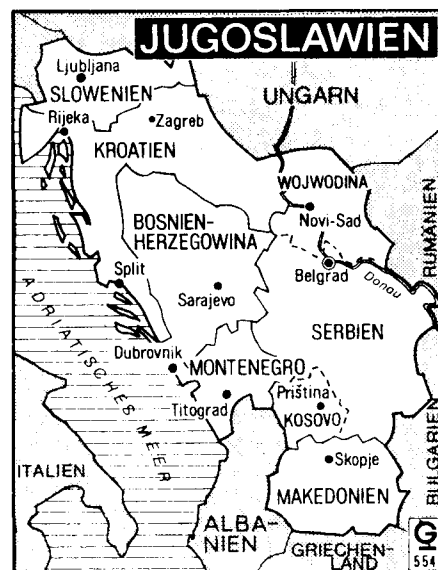 JUGOSLAWIEN
Ljubljana
SLOWENIEN
UNGARN
Rijeka
Zagreb
KROATIEN
WOJWODINA
RUMÄNIEN
BOSNIEN-
HERZEGOWINA
Novi-Sad
Split
Belgrad
Donau
Sarajevo
ADRIATISCHES MEER
SERBIEN
Dubrovnik
MONTENEGRO
Priština
Titograd
KOSOVO
BULGARIEN
ITALIEN
Skopje
MAKEDONIEN
ALBA-
NIEN
GRIECHEN-
LAND
G
554